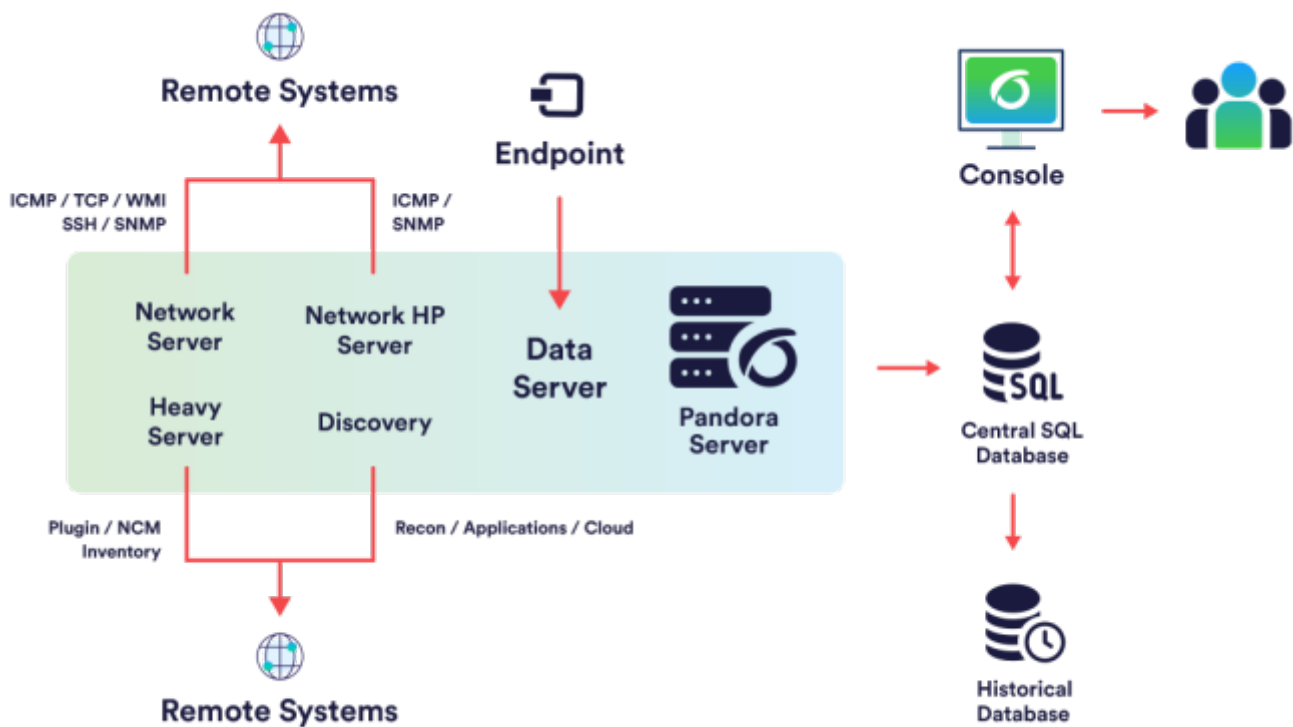 Remote Systems
Endpoint
Console
ICMP / TCP / WMI
SSH / SNMP
ICMP /
SNMP
Network
Server
Network HP
Server
Data
Server
Heavy
Server
Discovery
Pandora
Server
SQL
Central SQL
Database
Plugin / NCM
Inventory
Recon / Applications / Cloud
Remote Systems
Historical
Database